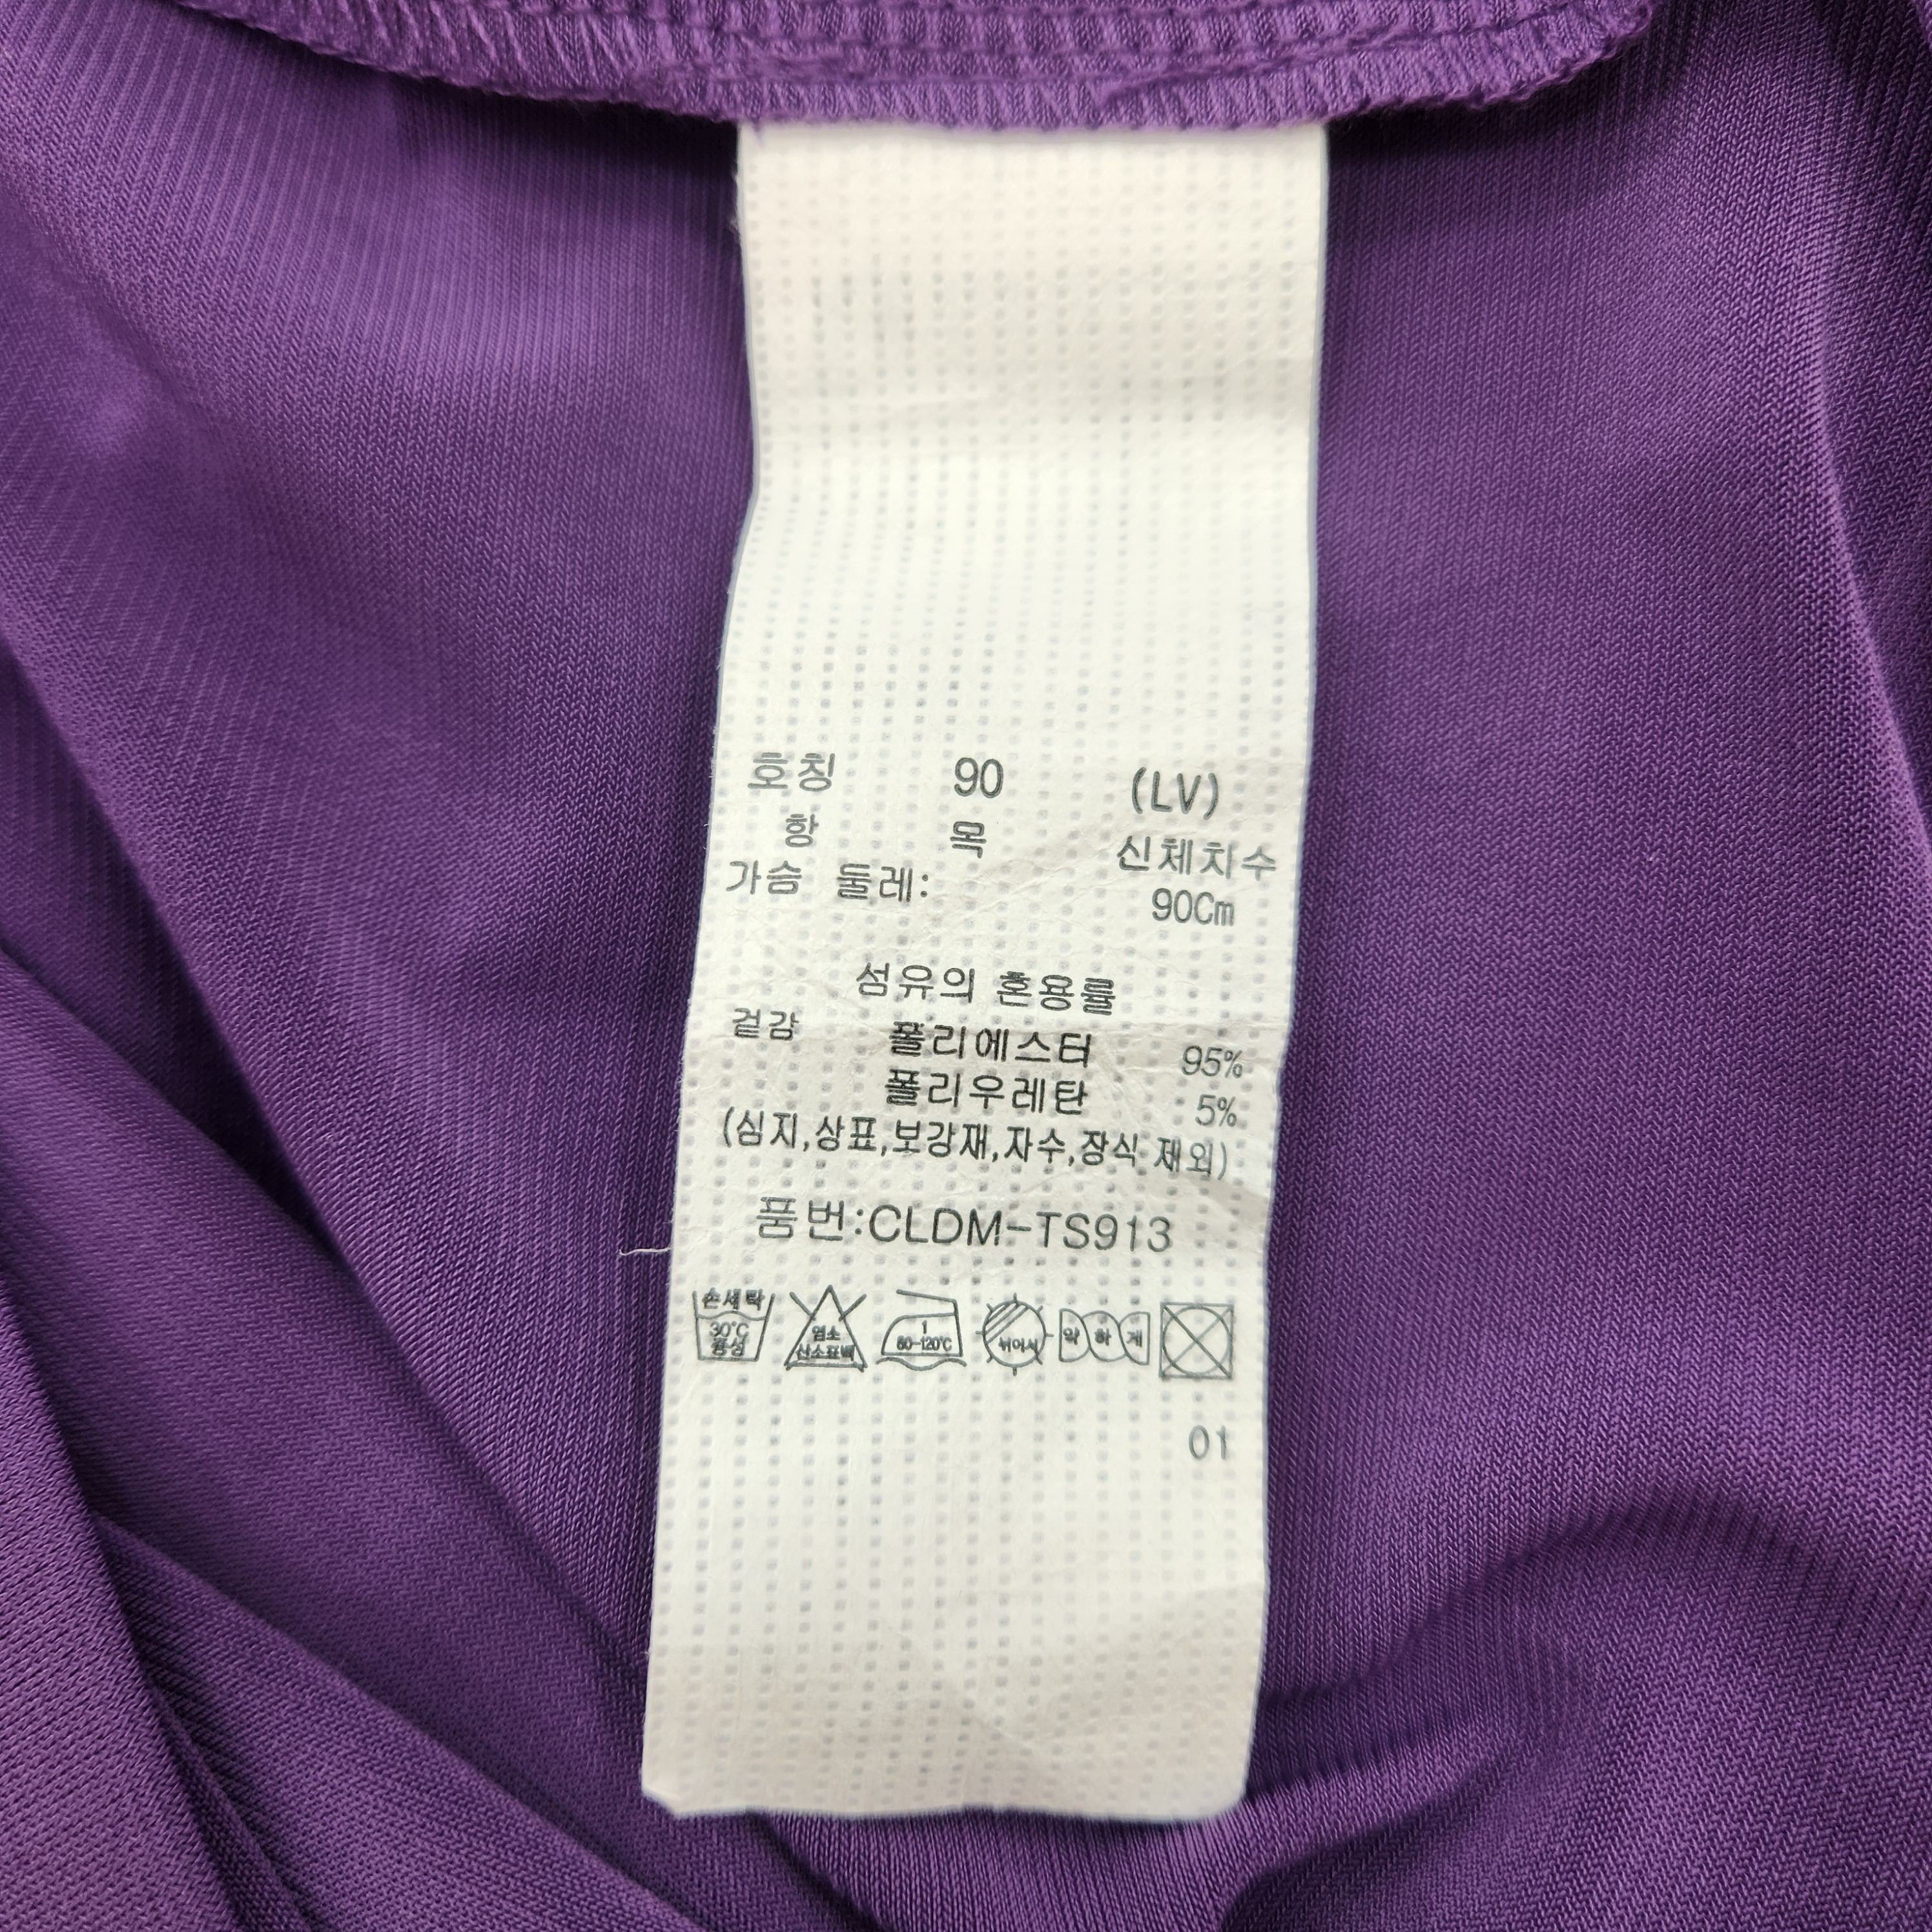 호칭 90 (LV)
항 목 신체치수
가슴 둘레: 90Cm
섬유의 혼용률
겉감 폴리에스터 95%
폴리우레탄 5%
(심지,상표,보강재,자수,장식 제외)
품번:CLDM-TS913
손세탁 30℃ 중성 염소 산소표백 1 80-120℃ 뉘어서 약하게
01